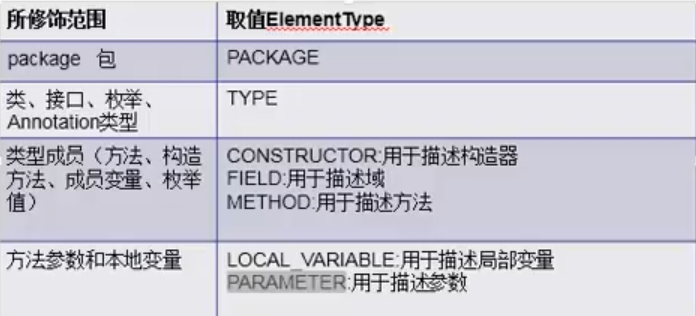 所修饰范围 取值ElementType
package 包 PACKAGE
类、接口、枚举、 TYPE
Annotation类型
类型成员（方法、构造 CONSTRUCTOR:用于描述构造器
方法、成员变量、枚举 FIELD:用于描述域
值） METHOD:用于描述方法
方法参数和本地变量 LOCAL_VARIABLE:用于描述局部变量
PARAMETER:用于描述参数